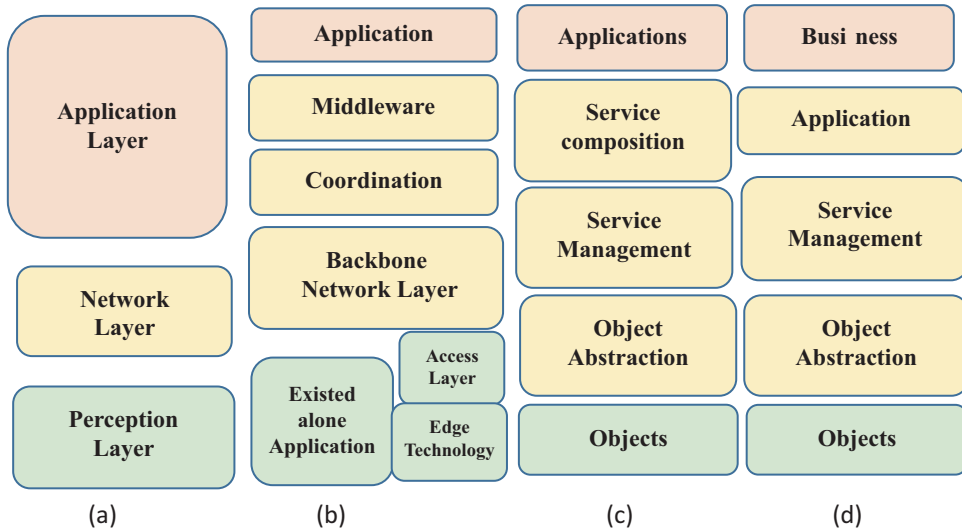 Application
Layer
Network
Layer
Perception
Layer
(a)
Application
Middleware
Coordination
Backbone
Network Layer
Existed
alone
Application
Access
Layer
Edge
Technology
(b)
Applications
Service
composition
Service
Management
Object
Abstraction
Objects
(c)
Busi ness
Application
Service
Management
Object
Abstraction
Objects
(d)